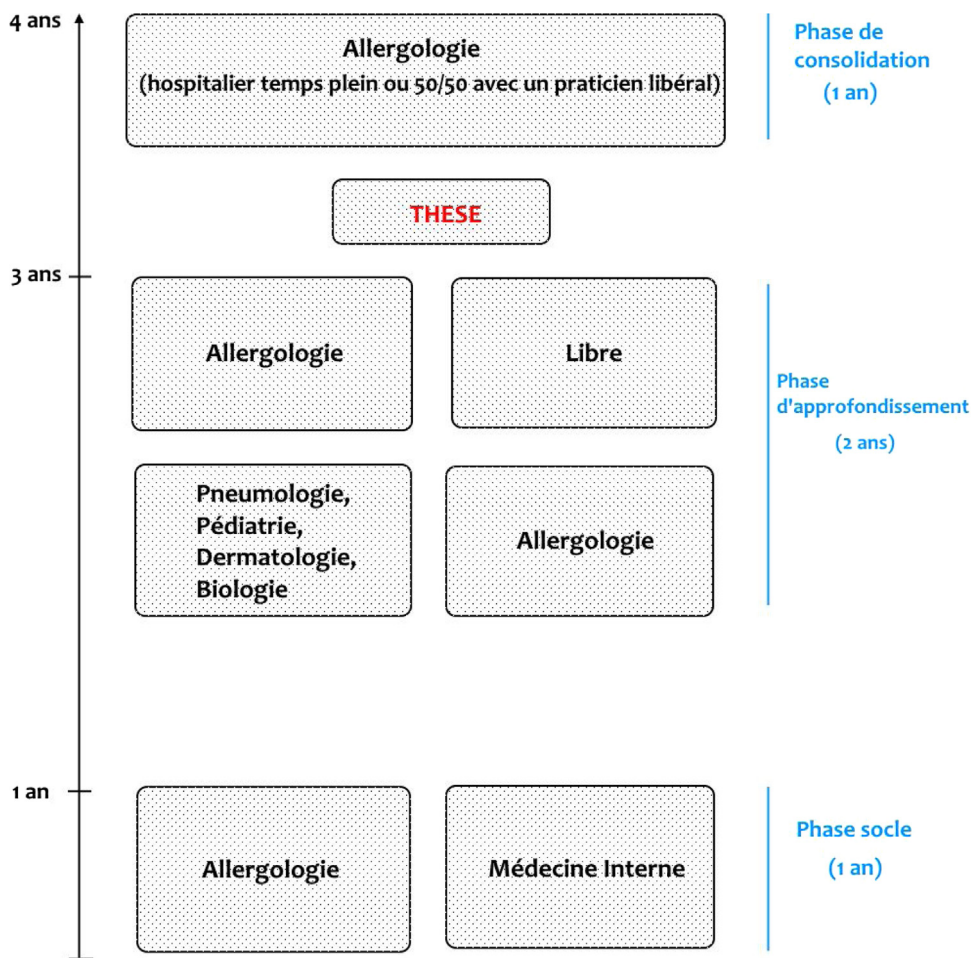 4 ans
Allergologie
(hospitalier temps plein ou 50/50 avec un praticien libéral)
Phase de
consolidation
(1 an)
THESE
3 ans
Allergologie
Libre
Phase
d'approfondissement
(2 ans)
Pneumologie,
Pédiatrie,
Dermatologie,
Biologie
Allergologie
1 an
Allergologie
Médecine Interne
Phase socle
(1 an)